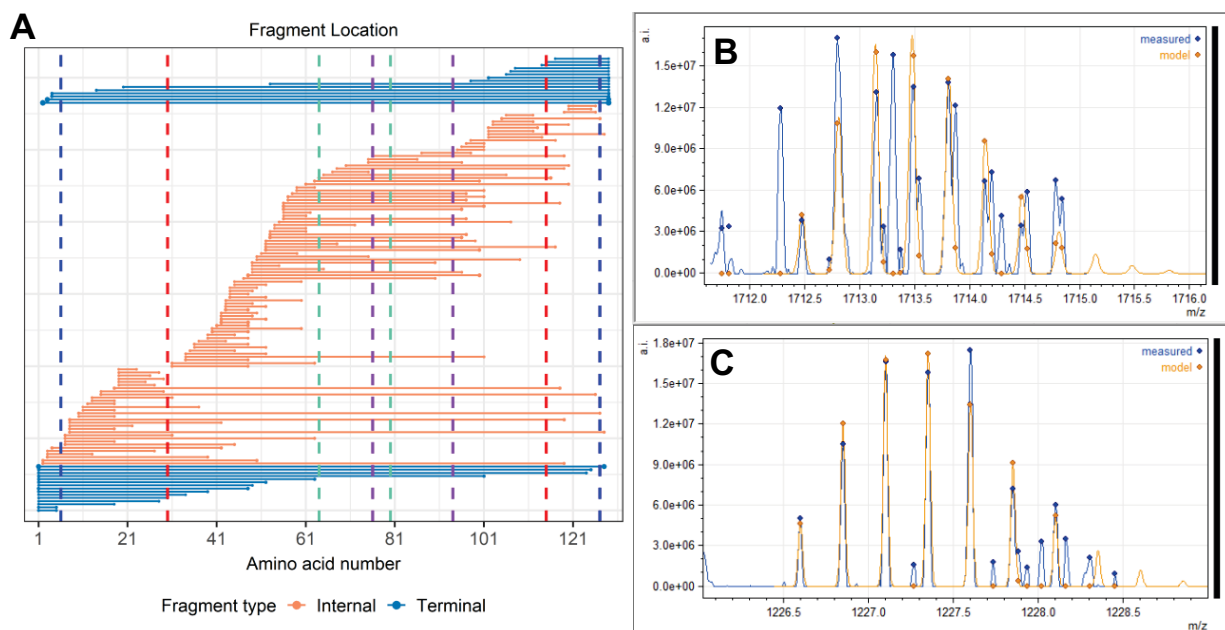 A
Fragment Location
1 21 41 61 81 101 121
Amino acid number
Fragment type Internal Terminal
B
a.i.
measured
model
1.5e+07
1.2e+07
9.0e+06
6.0e+06
3.0e+06
0.0e+00
1712.0 1712.5 1713.0 1713.5 1714.0 1714.5 1715.0 1715.5 1716.0
m/z
C
a.i.
measured
model
1.8e+07
1.5e+07
1.2e+07
9.0e+06
6.0e+06
3.0e+06
0.0e+00
1226.5 1227.0 1227.5 1228.0 1228.5
m/z